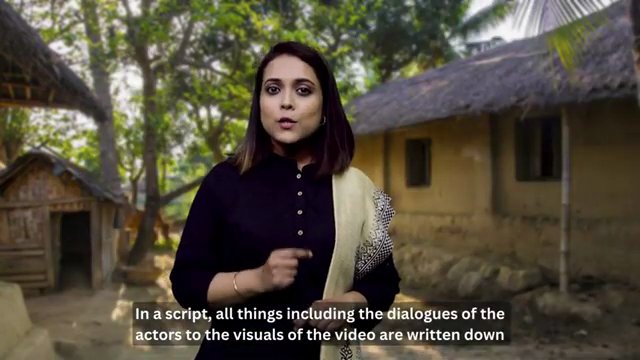 In a script, all things including the dialogues of the
actors to the visuals of the video are written down